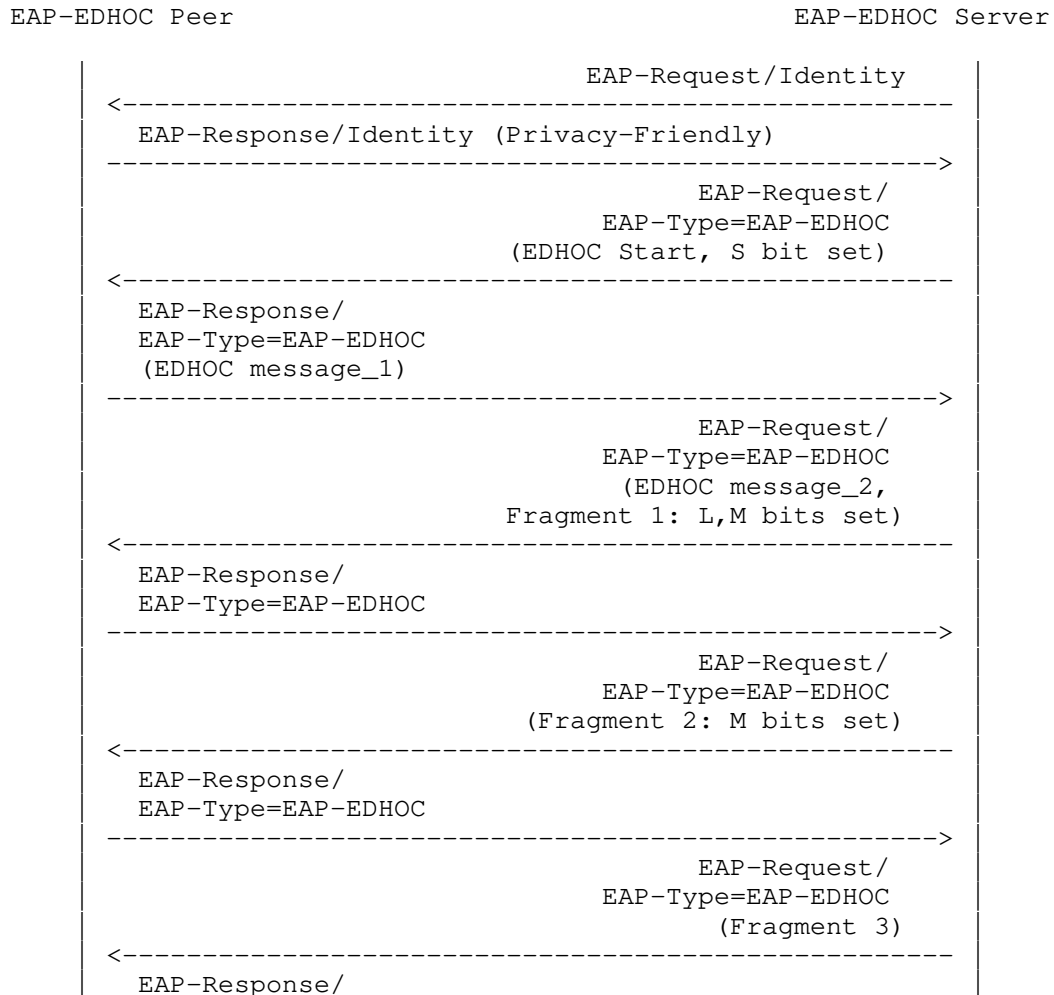 EAP-EDHOC Peer EAP-EDHOC Server
EAP-Request/Identity
<----------------------------------------------------
EAP-Response/Identity (Privacy-Friendly)
---------------------------------------------------->
EAP-Request/
EAP-Type=EAP-EDHOC
(EDHOC Start, S bit set)
<----------------------------------------------------
EAP-Response/
EAP-Type=EAP-EDHOC
(EDHOC message_1)
---------------------------------------------------->
EAP-Request/
EAP-Type=EAP-EDHOC
(EDHOC message_2,
Fragment 1: L,M bits set)
<----------------------------------------------------
EAP-Response/
EAP-Type=EAP-EDHOC
---------------------------------------------------->
EAP-Request/
EAP-Type=EAP-EDHOC
(Fragment 2: M bits set)
<----------------------------------------------------
EAP-Response/
EAP-Type=EAP-EDHOC
---------------------------------------------------->
EAP-Request/
EAP-Type=EAP-EDHOC
(Fragment 3)
<----------------------------------------------------
EAP-Response/